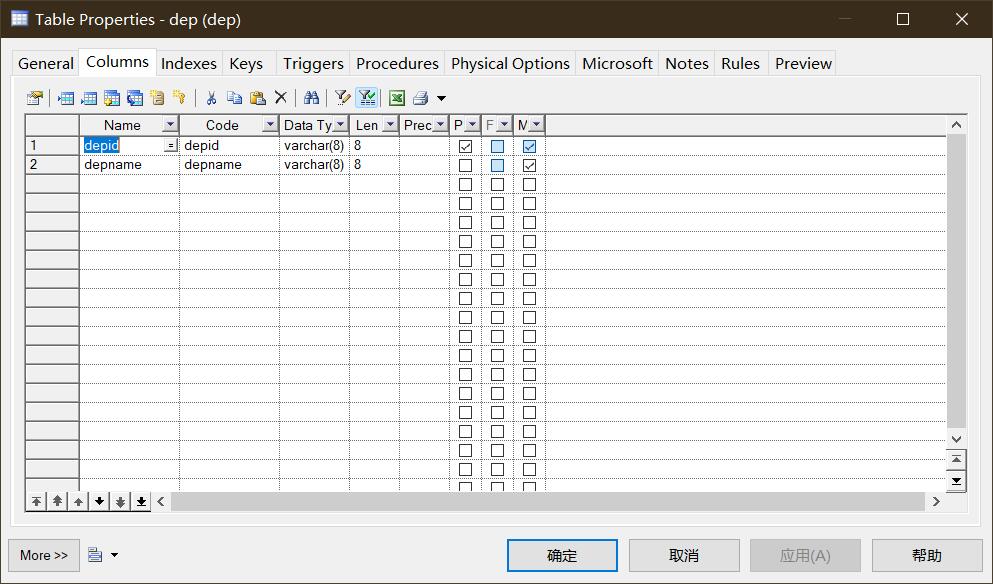 Table Properties - dep (dep)
General Columns Indexes Keys Triggers Procedures Physical Options Microsoft Notes Rules Preview
Name Code Data Ty Len Prec P F M
1 depid = depid varchar(8) 8
2 depname depname varchar(8) 8
More >> 确定 取消 应用(A) 帮助